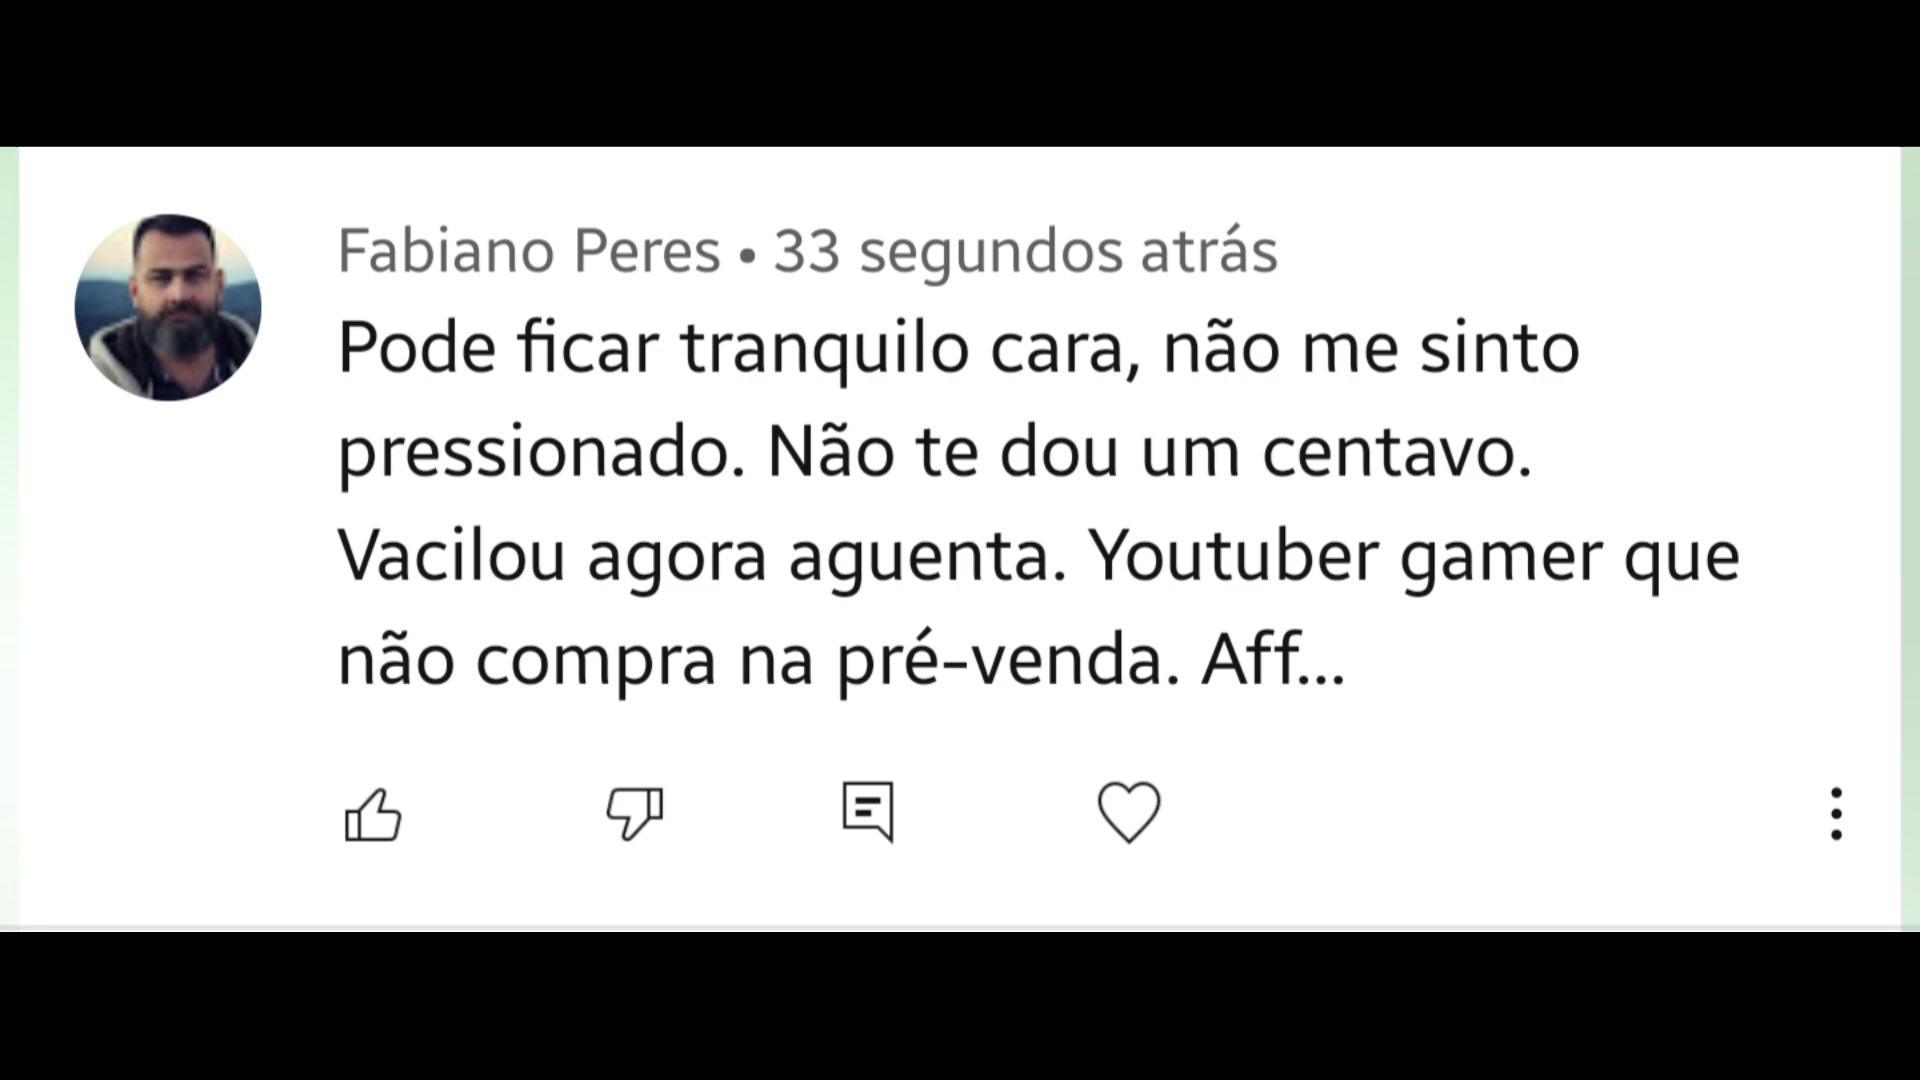 Fabiano Peres • 33 segundos atrás
Pode ficar tranquilo cara, não me sinto
pressionado. Não te dou um centavo.
Vacilou agora aguenta. Youtuber gamer que
não compra na pré-venda. Aff...